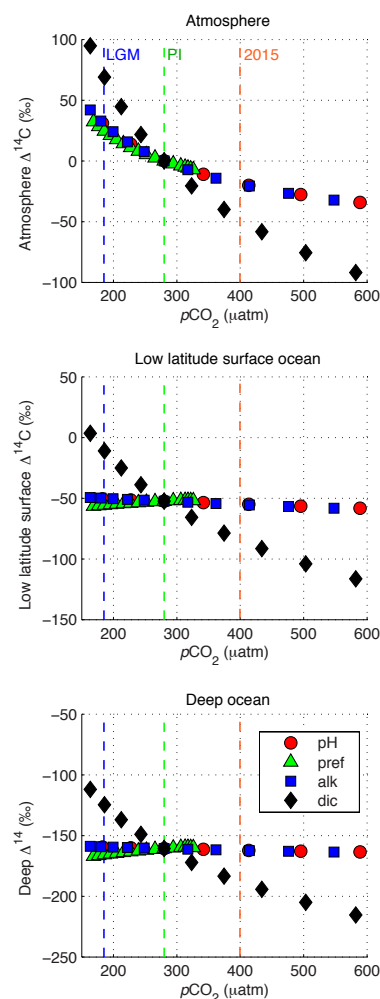 Atmosphere
100
LGM
PI
2015
50
0
−50
−100
Atmosphere Δ¹⁴C (‰)
200
300
400
500
600
pCO₂ (μatm)
Low latitude surface ocean
50
0
−50
−100
−150
Low latitude surface Δ¹⁴C (‰)
200
300
400
500
600
pCO₂ (μatm)
Deep ocean
−50
−100
−150
−200
−250
Deep Δ¹⁴ (‰)
pH
pref
alk
dic
200
300
400
500
600
pCO₂ (μatm)